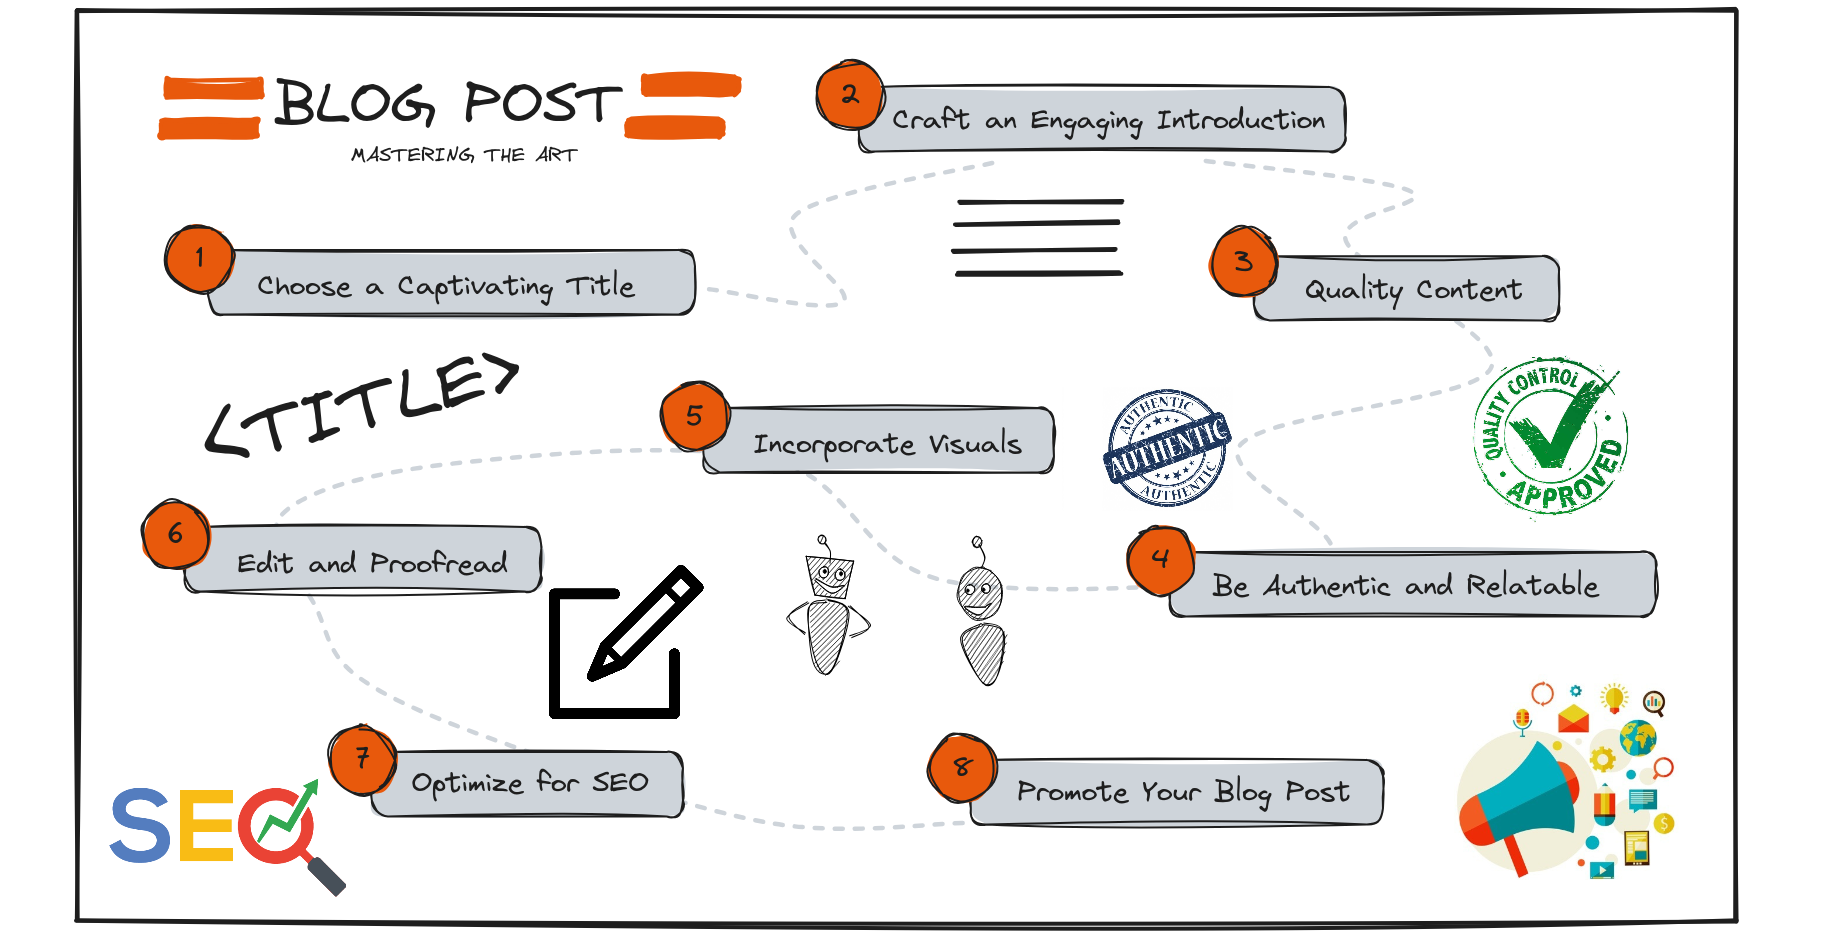 BLOG POST
MASTERING THE ART
1
Choose a Captivating Title
<TITLE>
2
Craft an Engaging Introduction
3
Quality Content
QUALITY CONTROL
APPROVED
AUTHENTIC
AUTHENTIC
AUTHENTIC
4
Be Authentic and Relatable
5
Incorporate Visuals
6
Edit and Proofread
7
Optimize for SEO
SEO
8
Promote Your Blog Post
$